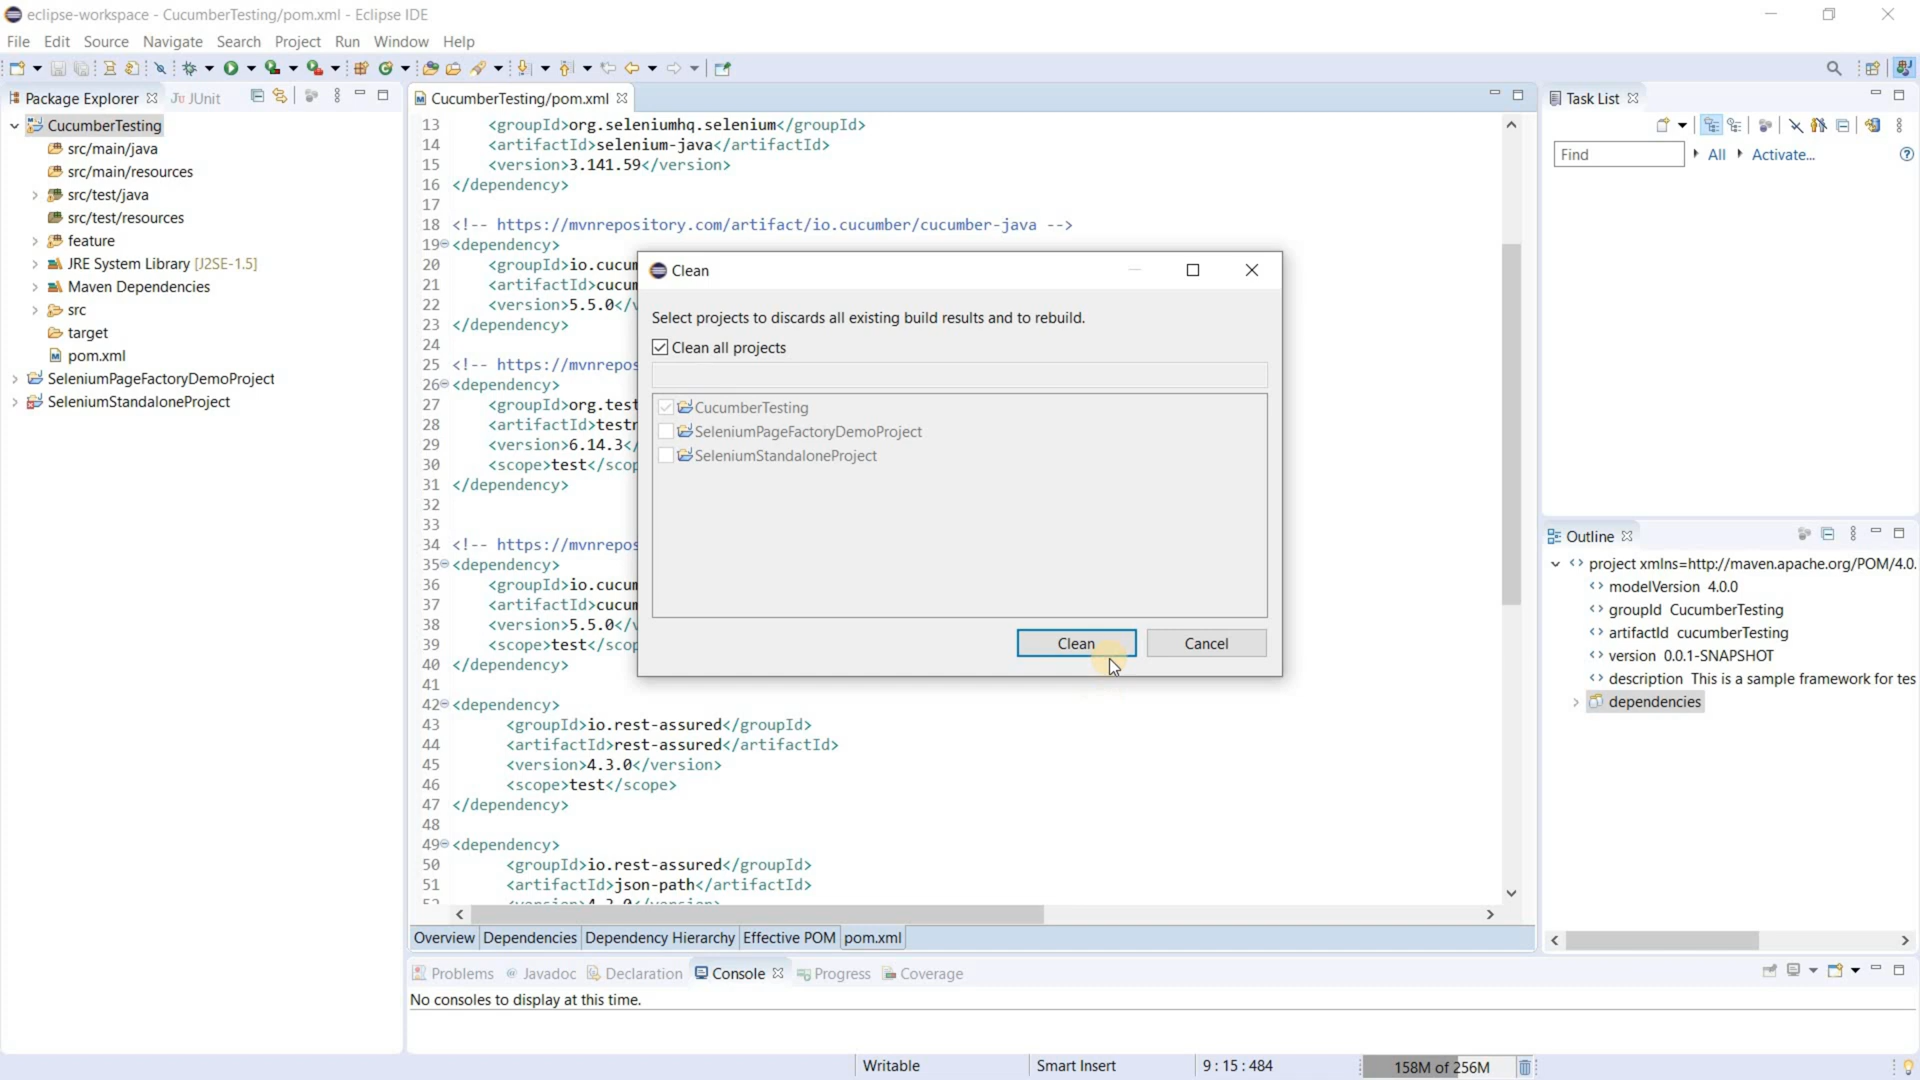 eclipse-workspace - CucumberTesting/pom.xml - Eclipse IDE
File Edit Source Navigate Search Project Run Window Help
Package Explorer
JUnit
CucumberTesting
src/main/java
src/main/resources
src/test/java
src/test/resources
feature
JRE System Library [J2SE-1.5]
Maven Dependencies
src
target
pom.xml
SeleniumPageFactoryDemoProject
SeleniumStandaloneProject
CucumberTesting/pom.xml
13 <groupId>org.seleniumhq.selenium</groupId>
14 <artifactId>selenium-java</artifactId>
15 <version>3.141.59</version>
16 </dependency>
17
18 <!-- https://mvnrepository.com/artifact/io.cucumber/cucumber-java -->
19 <dependency>
20 <groupId>io.cucum
21 <artifactId>cucum
22 <version>5.5.0</v
23 </dependency>
24
25 <!-- https://mvnrepos
26 <dependency>
27 <groupId>org.test
28 <artifactId>testn
29 <version>6.14.3</
30 <scope>test</scop
31 </dependency>
32
33
34 <!-- https://mvnrepos
35 <dependency>
36 <groupId>io.cucum
37 <artifactId>cucum
38 <version>5.5.0</v
39 <scope>test</scop
40 </dependency>
41
42 <dependency>
43 <groupId>io.rest-assured</groupId>
44 <artifactId>rest-assured</artifactId>
45 <version>4.3.0</version>
46 <scope>test</scope>
47 </dependency>
48
49 <dependency>
50 <groupId>io.rest-assured</groupId>
51 <artifactId>json-path</artifactId>
Clean
Select projects to discards all existing build results and to rebuild.
Clean all projects
CucumberTesting
SeleniumPageFactoryDemoProject
SeleniumStandaloneProject
Clean
Cancel
Overview Dependencies Dependency Hierarchy Effective POM pom.xml
Problems Javadoc Declaration Console Progress Coverage
No consoles to display at this time.
Task List
Find
All
Activate...
Outline
project xmlns=http://maven.apache.org/POM/4.0.
modelVersion 4.0.0
groupId CucumberTesting
artifactId cucumberTesting
version 0.0.1-SNAPSHOT
description This is a sample framework for tes
dependencies
Writable
Smart Insert
9 : 15 : 484
158M of 256M